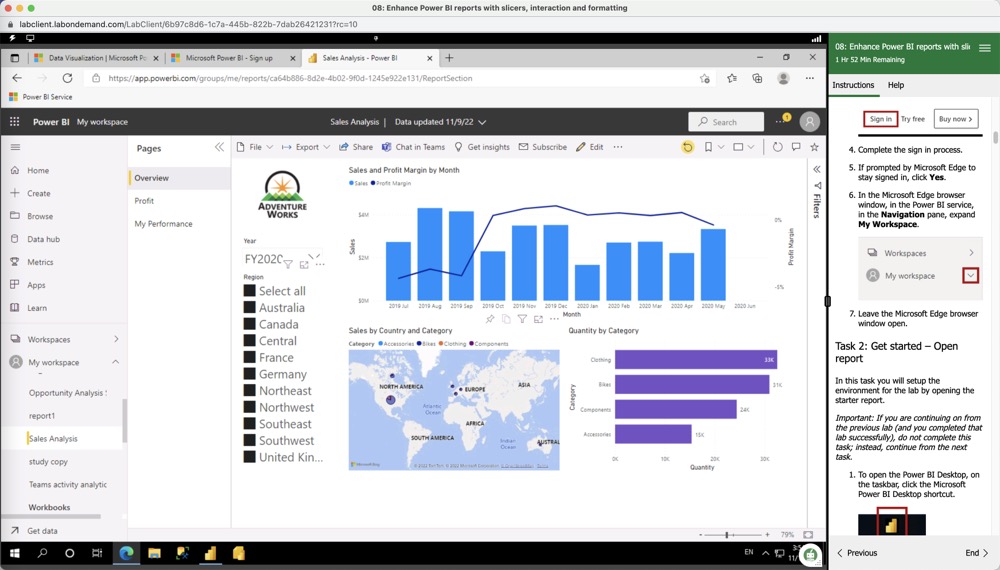 08: Enhance Power BI reports with slicers, interaction and formatting
labclient.labondemand.com/LabClient/6b97c8d6-1c7a-445b-822b-7dab26421231?rc=10
Data Visualization | Microsoft Po
Microsoft Power BI - Sign up
Sales Analysis - Power BI
https://app.powerbi.com/groups/me/reports/ca64b886-8d2e-4b02-9f0d-1245e922e131/ReportSection
Power BI Service
Power BI My workspace
Sales Analysis | Data updated 11/9/22
Search
1
File
Export
Share
Chat in Teams
Get insights
Subscribe
Edit
Home
Create
Browse
Data hub
Metrics
Apps
Learn
Workspaces
My workspace
Opportunity Analysis
report1
Sales Analysis
study copy
Teams activity analytic
Workbooks
Get data
Pages
Overview
Profit
My Performance
ADVENTURE
WORKS
Year
FY2020
Region
Select all
Australia
Canada
Central
France
Germany
Northeast
Northwest
Southeast
Southwest
United Kin...
Sales and Profit Margin by Month
Sales Profit Margin
Sales
$4M
$2M
$0M
0%
-5%
Profit Margin
2019 Jul 2019 Aug 2019 Sep 2019 Oct 2019 Nov 2019 Dec 2020 Jan 2020 Feb 2020 Mar 2020 Apr 2020 May 2020 Jun
Month
Sales by Country and Category
Category Accessories Bikes Clothing Components
NORTH AMERICA
EUROPE
ASIA
Atlantic
Ocean
AFRICA
SOUTH AMERICA
Indian
Ocean
AUSTRAL
Microsoft Bing
Quantity by Category
Category
Clothing 33K
Bikes 31K
Components 24K
Accessories 15K
0K 10K 20K 30K
Quantity
Filters
79%
EN
08: Enhance Power BI reports with slic
1 Hr 52 Min Remaining
Instructions
Help
Sign in
Try free
Buy now
4. Complete the sign in process.
5. If prompted by Microsoft Edge to
stay signed in, click Yes.
6. In the Microsoft Edge browser
window, in the Power BI service,
in the Navigation pane, expand
My Workspace.
Workspaces
My workspace
7. Leave the Microsoft Edge browser
window open.
Task 2: Get started – Open
report
In this task you will setup the
environment for the lab by opening the
starter report.
Important: If you are continuing on from
the previous lab (and you completed that
lab successfully), do not complete this
task; instead, continue from the next
task.
1. To open the Power BI Desktop, on
the taskbar, click the Microsoft
Power BI Desktop shortcut.
Previous
End